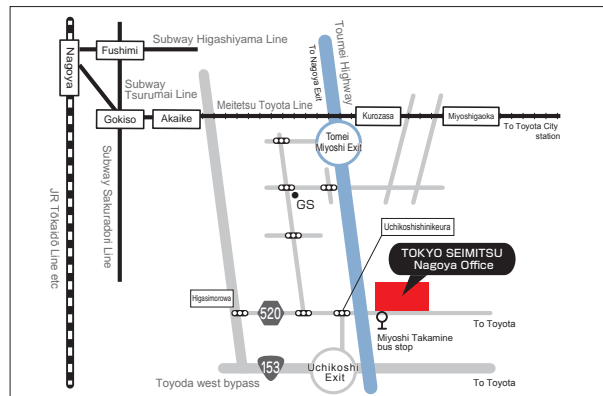 Nagoya
Fushimi
Subway Higashiyama Line
Subway
Tsurumai Line
Gokiso
Akaike
Meitetsu Toyota Line
To Nagoya Exit
Toumei Highway
Kurozasa
Miyoshigaoka
To Toyota City
station
Tomei
Miyoshi Exit
Subway Sakuradori Line
JR Tōkaidō Line etc
GS
Uchikoshishinikeura
TOKYO SEIMITSU
Nagoya Office
Higasimorowa
520
To Toyota
Miyoshi Takamine
bus stop
153
Uchikoshi
Exit
Toyoda west bypass
To Toyota